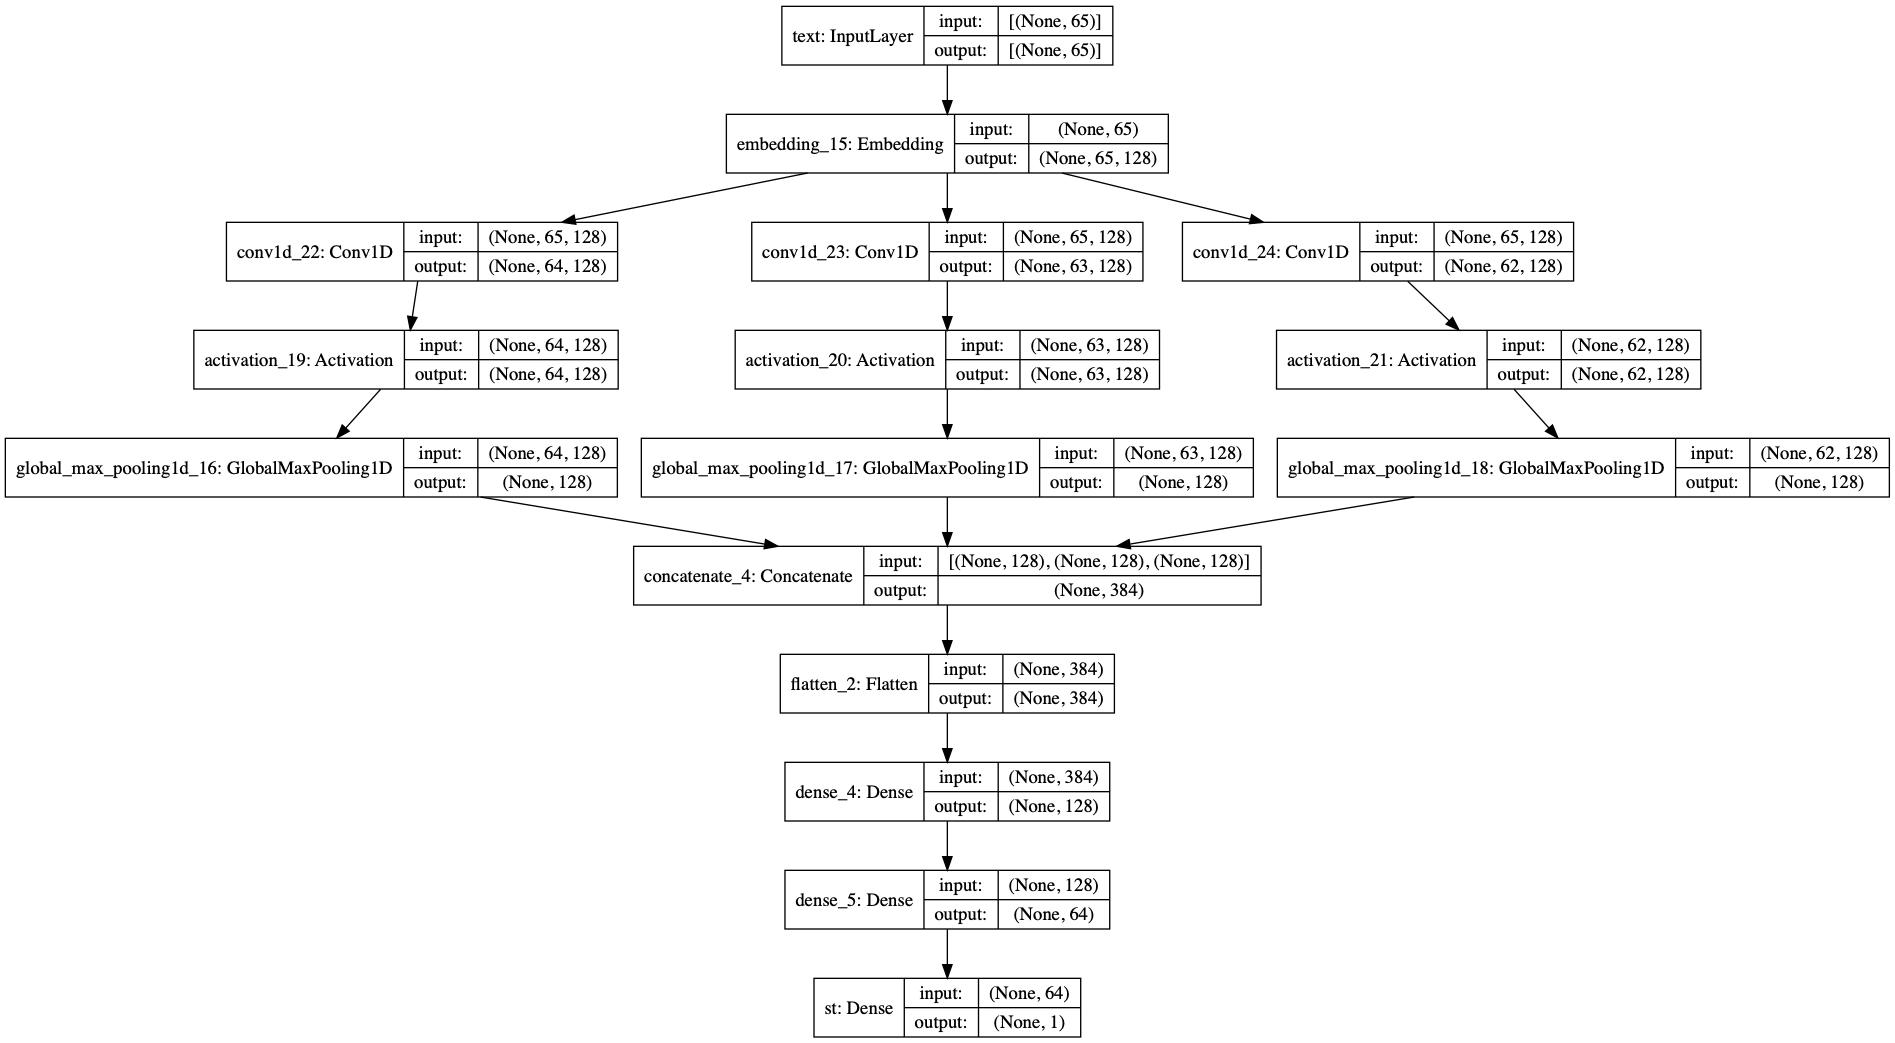 text: InputLayer
input: [(None, 65)]
output: [(None, 65)]
embedding_15: Embedding
input: (None, 65)
output: (None, 65, 128)
conv1d_22: Conv1D
input: (None, 65, 128)
output: (None, 64, 128)
conv1d_23: Conv1D
input: (None, 65, 128)
output: (None, 63, 128)
conv1d_24: Conv1D
input: (None, 65, 128)
output: (None, 62, 128)
activation_19: Activation
input: (None, 64, 128)
output: (None, 64, 128)
activation_20: Activation
input: (None, 63, 128)
output: (None, 63, 128)
activation_21: Activation
input: (None, 62, 128)
output: (None, 62, 128)
global_max_pooling1d_16: GlobalMaxPooling1D
input: (None, 64, 128)
output: (None, 128)
global_max_pooling1d_17: GlobalMaxPooling1D
input: (None, 63, 128)
output: (None, 128)
global_max_pooling1d_18: GlobalMaxPooling1D
input: (None, 62, 128)
output: (None, 128)
concatenate_4: Concatenate
input: [(None, 128), (None, 128), (None, 128)]
output: (None, 384)
flatten_2: Flatten
input: (None, 384)
output: (None, 384)
dense_4: Dense
input: (None, 384)
output: (None, 128)
dense_5: Dense
input: (None, 128)
output: (None, 64)
st: Dense
input: (None, 64)
output: (None, 1)